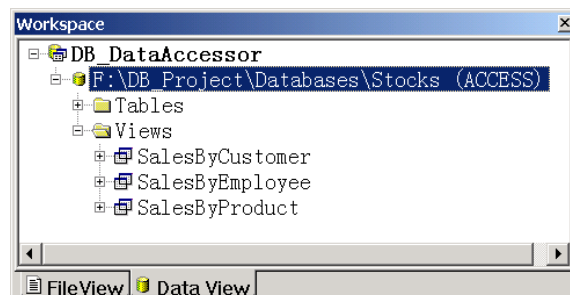 Workspace
DB_DataAccessor
F:\DB_Project\Databases\Stocks (ACCESS)
Tables
Views
SalesByCustomer
SalesByEmployee
SalesByProduct
FileView Data View